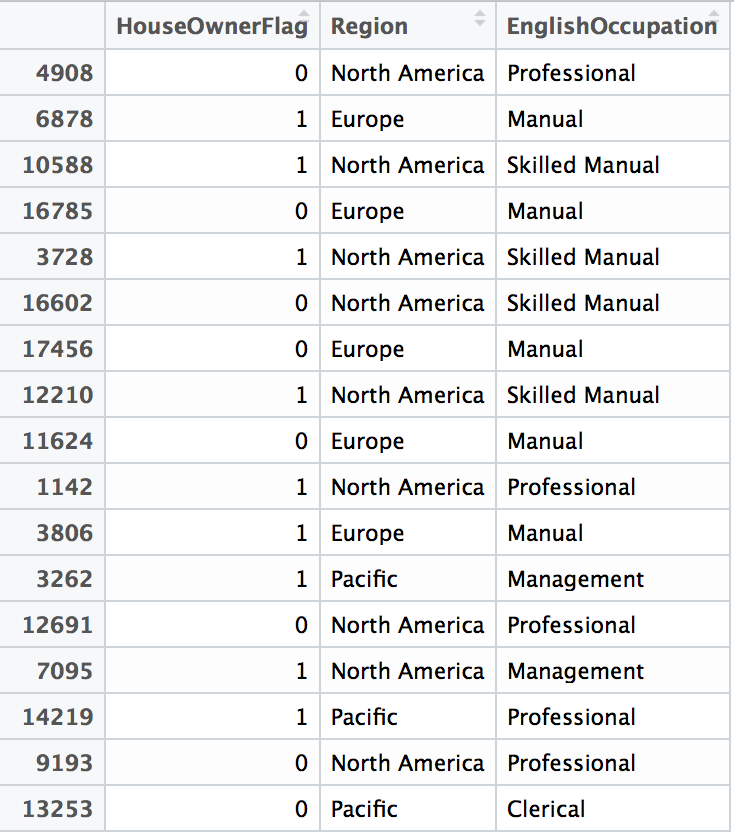 HouseOwnerFlag Region EnglishOccupation
4908 0 North America Professional
6878 1 Europe Manual
10588 1 North America Skilled Manual
16785 0 Europe Manual
3728 1 North America Skilled Manual
16602 0 North America Skilled Manual
17456 0 Europe Manual
12210 1 North America Skilled Manual
11624 0 Europe Manual
1142 1 North America Professional
3806 1 Europe Manual
3262 1 Pacific Management
12691 0 North America Professional
7095 1 North America Management
14219 1 Pacific Professional
9193 0 North America Professional
13253 0 Pacific Clerical